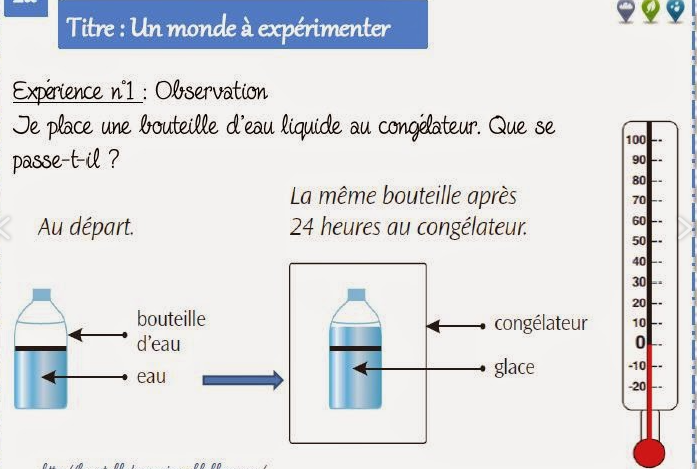 Titre : Un monde à expérimenter
Expérience n°1 : Observation
Je place une bouteille d'eau liquide au congélateur. Que se
passe-t-il ?
Au départ.
La même bouteille après
24 heures au congélateur.
bouteille
d'eau
eau
congélateur
glace
100
90
80
70
60
50
40
30
20
10
0
-10
-20